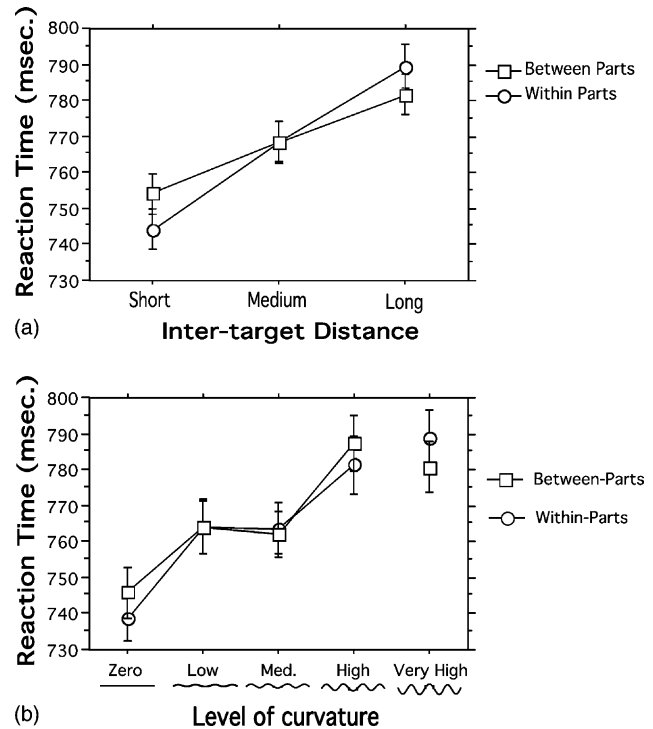 800
790
780
770
760
750
740
730
Reaction Time (msec.)
Between Parts
Within Parts
Short Medium Long
(a) Inter-target Distance
800
790
780
770
760
750
740
730
Reaction Time (msec.)
Between-Parts
Within-Parts
Zero Low Med. High Very High
(b) Level of curvature